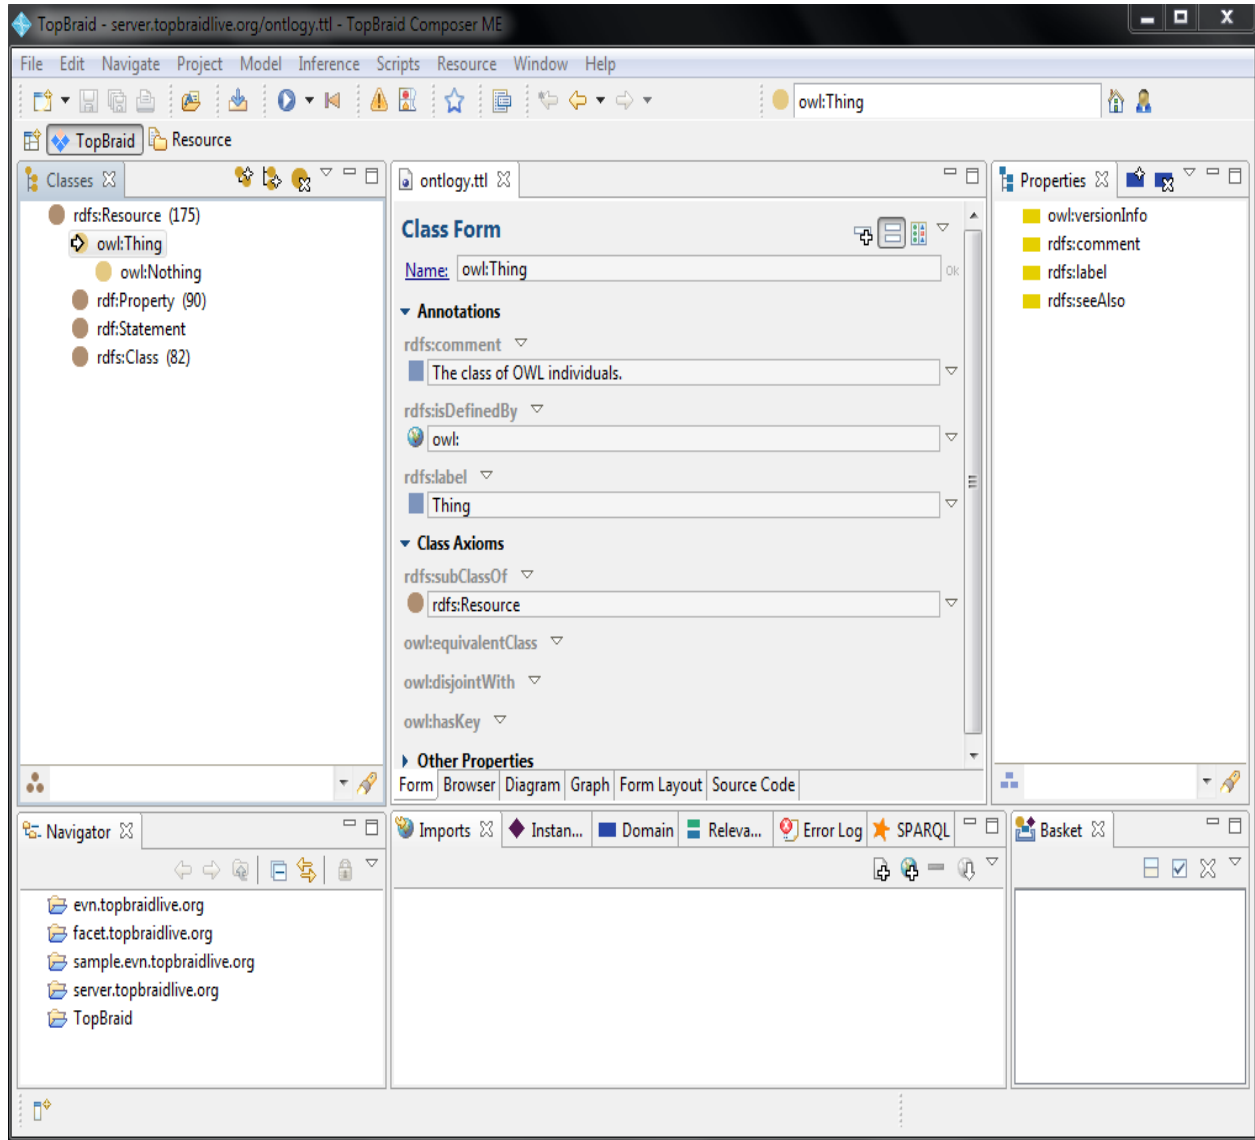 TopBraid - server.topbraidlive.org/ontlogy.ttl - TopBraid Composer ME
File Edit Navigate Project Model Inference Scripts Resource Window Help
owl:Thing
TopBraid Resource
Classes
rdfs:Resource (175)
owl:Thing
owl:Nothing
rdf:Property (90)
rdf:Statement
rdfs:Class (82)
ontlogy.ttl
Class Form
Name: owl:Thing Ok
Annotations
rdfs:comment
The class of OWL individuals.
rdfs:isDefinedBy
owl:
rdfs:label
Thing
Class Axioms
rdfs:subClassOf
rdfs:Resource
owl:equivalentClass
owl:disjointWith
owl:hasKey
Other Properties
Form Browser Diagram Graph Form Layout Source Code
Properties
owl:versionInfo
rdfs:comment
rdfs:label
rdfs:seeAlso
Navigator
evn.topbraidlive.org
facet.topbraidlive.org
sample.evn.topbraidlive.org
server.topbraidlive.org
TopBraid
Imports Instan... Domain Releva... Error Log SPARQL
Basket